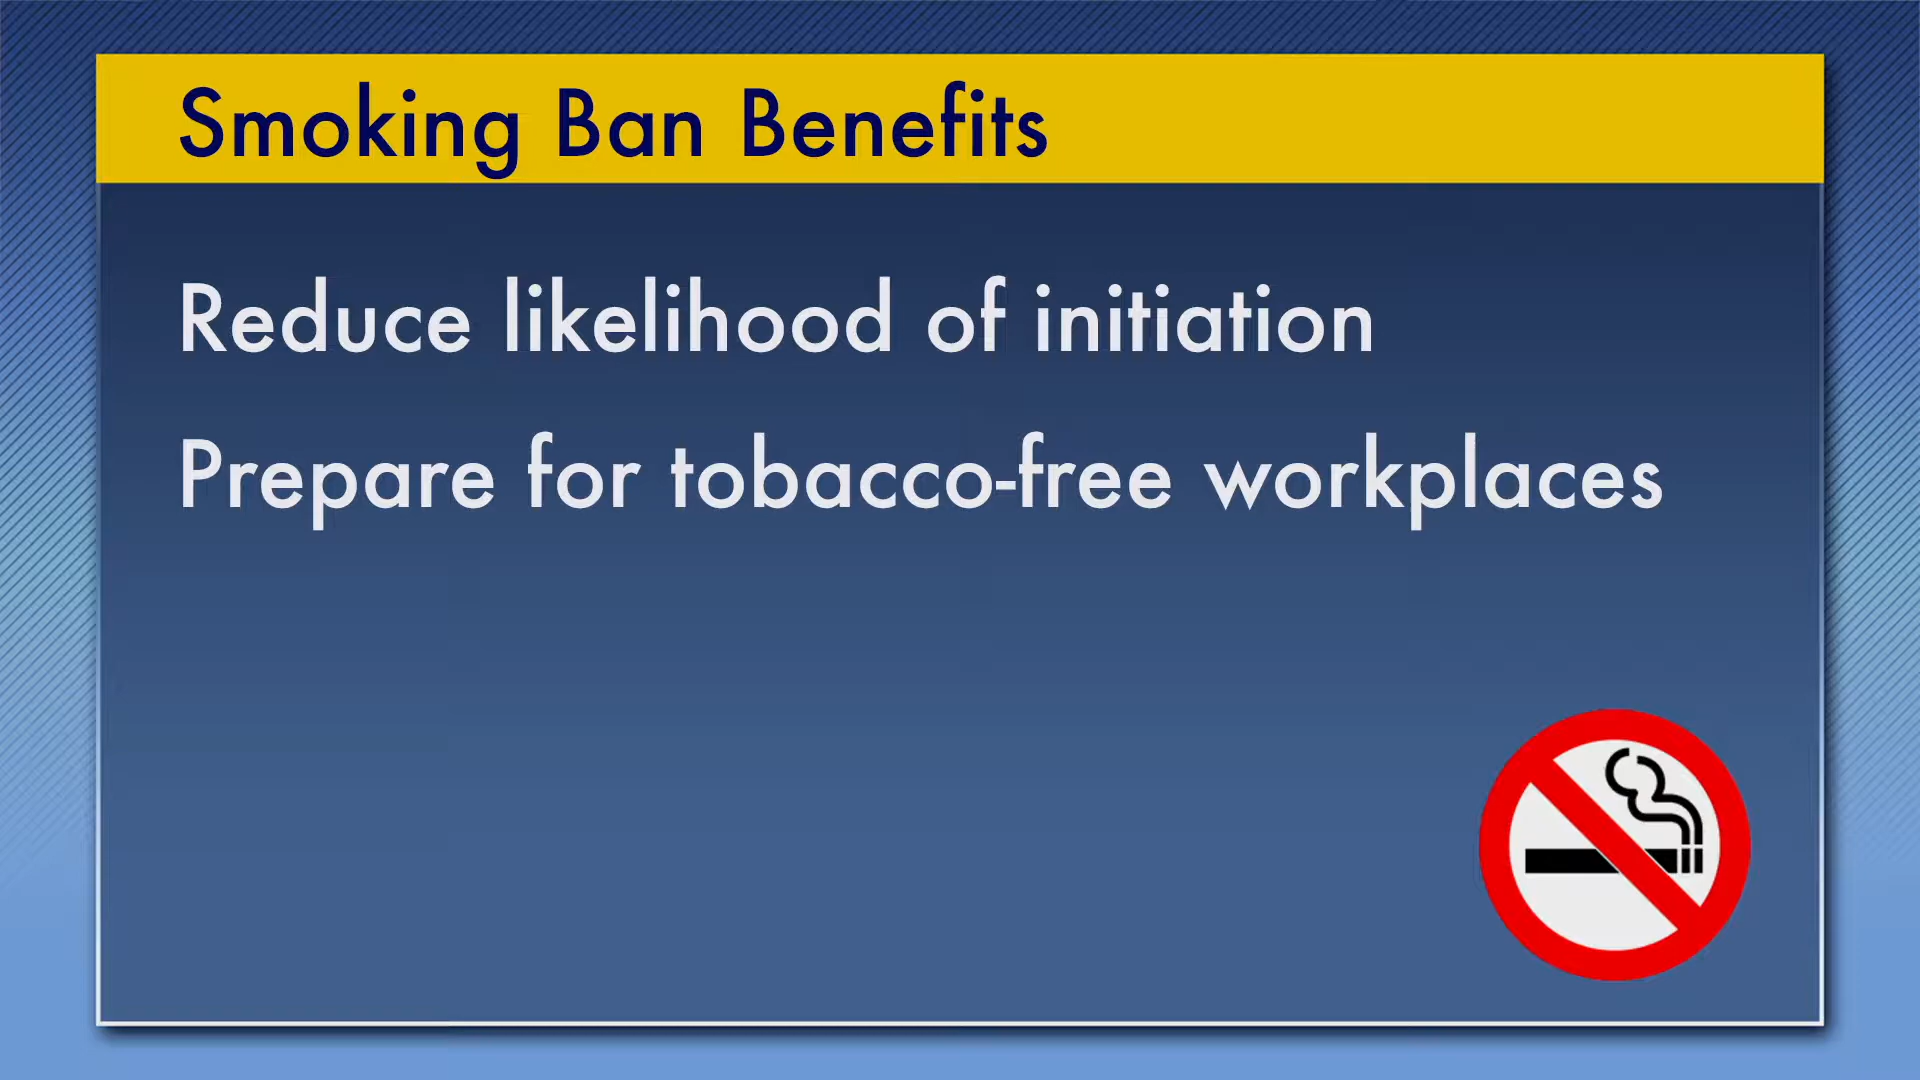 Smoking Ban Benefits
Reduce likelihood of initiation
Prepare for tobacco-free workplaces